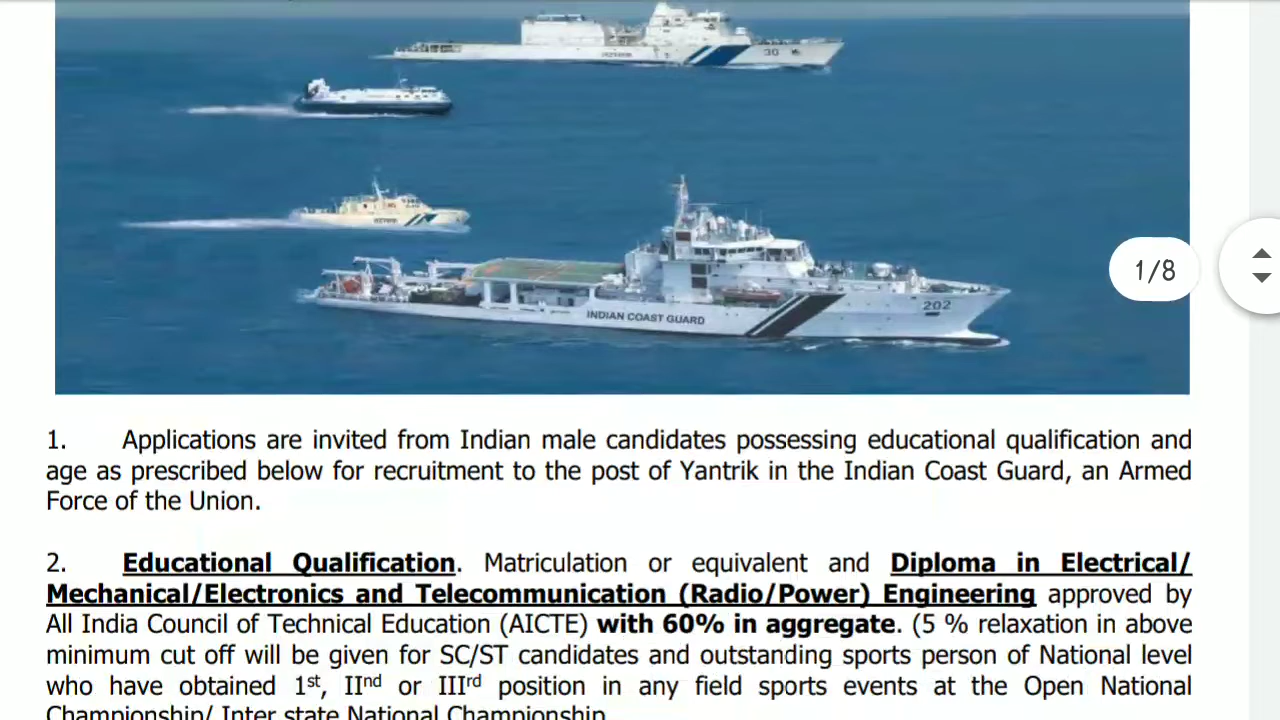 30
INDIAN COAST GUARD
202
1/8
1. Applications are invited from Indian male candidates possessing educational qualification and
age as prescribed below for recruitment to the post of Yantrik in the Indian Coast Guard, an Armed
Force of the Union.
2. Educational Qualification. Matriculation or equivalent and Diploma in Electrical/
Mechanical/Electronics and Telecommunication (Radio/Power) Engineering approved by
All India Council of Technical Education (AICTE) with 60% in aggregate. (5 % relaxation in above
minimum cut off will be given for SC/ST candidates and outstanding sports person of National level
who have obtained 1st, IInd or IIIrd position in any field sports events at the Open National
Championship/ Inter state National Championship.